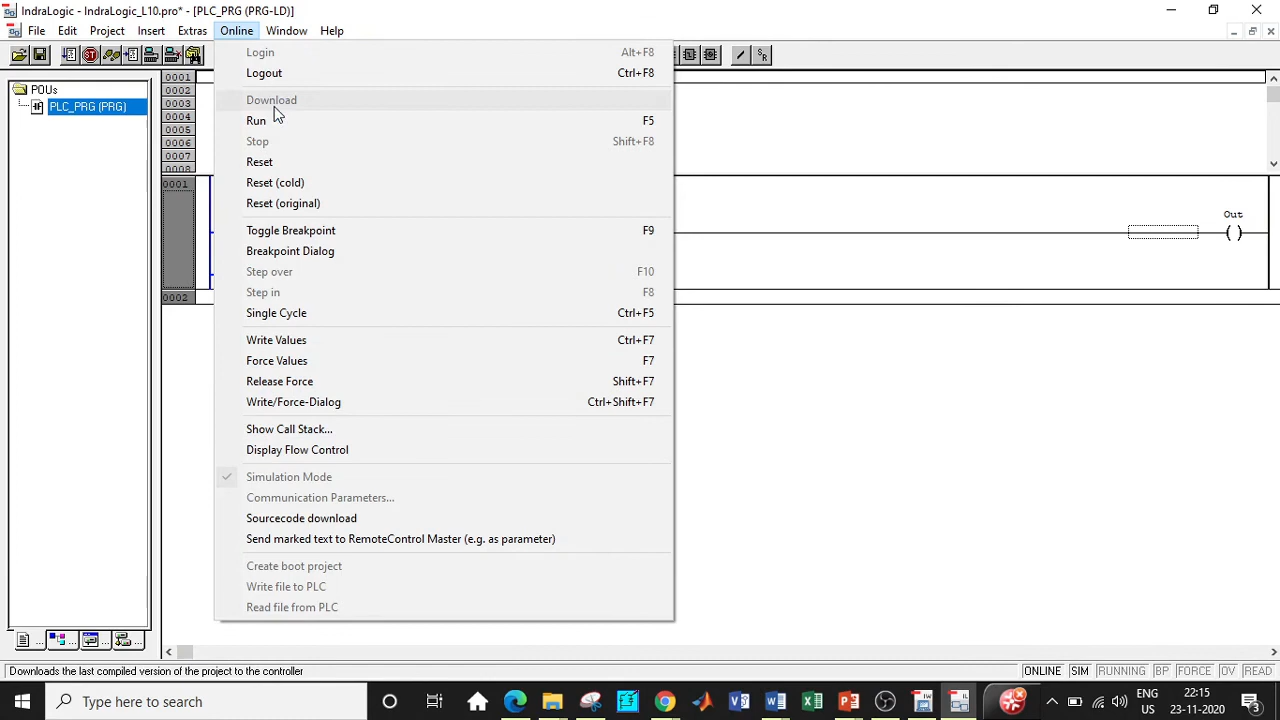 IndraLogic - IndraLogic_L10.pro* - [PLC_PRG (PRG-LD)]
File Edit Project Insert Extras Online Window Help
Login Alt+F8
Logout Ctrl+F8
Download
Run F5
Stop Shift+F8
Reset
Reset (cold)
Reset (original)
Toggle Breakpoint F9
Breakpoint Dialog
Step over F10
Step in F8
Single Cycle Ctrl+F5
Write Values Ctrl+F7
Force Values F7
Release Force Shift+F7
Write/Force-Dialog Ctrl+Shift+F7
Show Call Stack...
Display Flow Control
Simulation Mode
Communication Parameters...
Sourcecode download
Send marked text to RemoteControl Master (e.g. as parameter)
Create boot project
Write file to PLC
Read file from PLC
POUs
PLC_PRG (PRG)
0001
0002
0003
0004
0005
0006
0007
0008
0001
Out
0002
Downloads the last compiled version of the project to the controller
ONLINE SIM RUNNING BP FORCE OV READ
Type here to search
ENG
US
22:15
23-11-2020